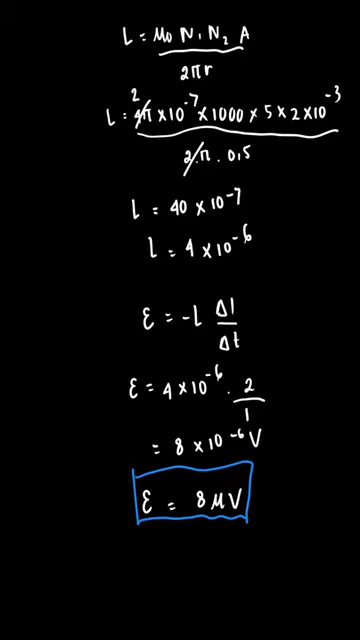 L = μ₀ N₁ N₂ A / 2πr
L = 2 4π × 10⁻⁷ × 1000 × 5 × 2 × 10⁻³ / 2π . 0,5
L = 40 × 10⁻⁷
L = 4 × 10⁻⁶
ε = -L ΔI / Δt
ε = 4 × 10⁻⁶ . 2 / 1
= 8 × 10⁻⁶ V
ε = 8 μV